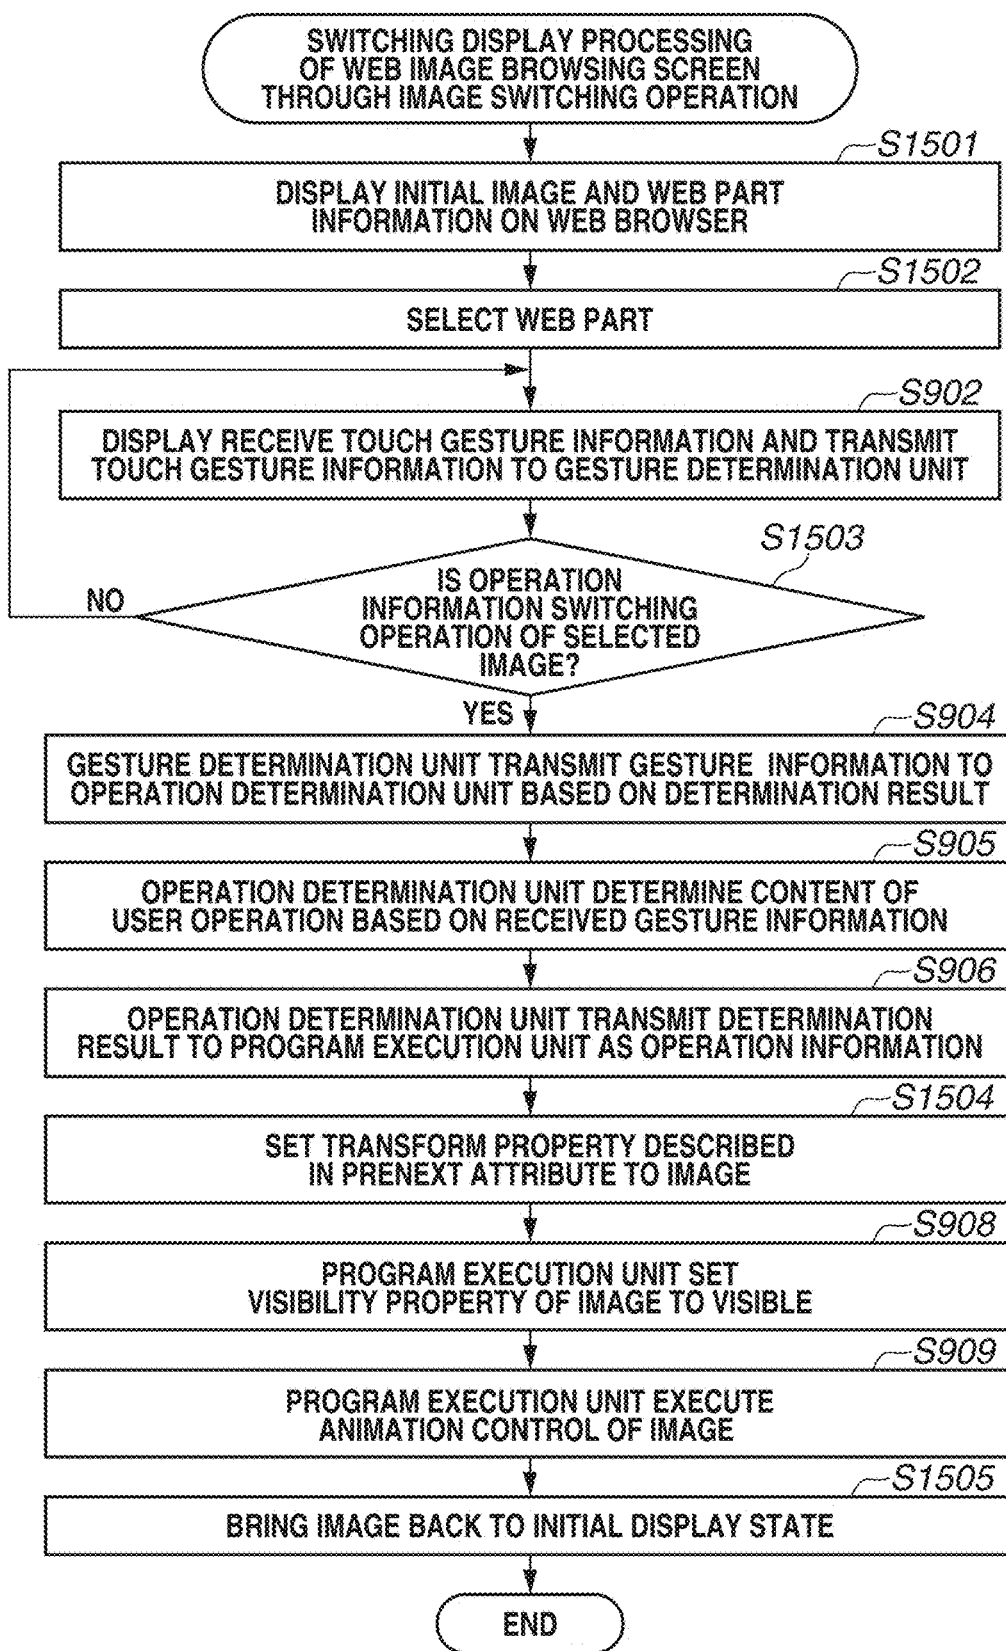 SWITCHING DISPLAY PROCESSING
OF WEB IMAGE BROWSING SCREEN
THROUGH IMAGE SWITCHING OPERATION
S1501
DISPLAY INITIAL IMAGE AND WEB PART
INFORMATION ON WEB BROWSER
S1502
SELECT WEB PART
S902
DISPLAY RECEIVE TOUCH GESTURE INFORMATION AND TRANSMIT
TOUCH GESTURE INFORMATION TO GESTURE DETERMINATION UNIT
S1503
IS OPERATION
INFORMATION SWITCHING
OPERATION OF SELECTED
IMAGE?
NO
YES
S904
GESTURE DETERMINATION UNIT TRANSMIT GESTURE INFORMATION TO
OPERATION DETERMINATION UNIT BASED ON DETERMINATION RESULT
S905
OPERATION DETERMINATION UNIT DETERMINE CONTENT OF
USER OPERATION BASED ON RECEIVED GESTURE INFORMATION
S906
OPERATION DETERMINATION UNIT TRANSMIT DETERMINATION
RESULT TO PROGRAM EXECUTION UNIT AS OPERATION INFORMATION
S1504
SET TRANSFORM PROPERTY DESCRIBED
IN PRENEXT ATTRIBUTE TO IMAGE
S908
PROGRAM EXECUTION UNIT SET
VISIBILITY PROPERTY OF IMAGE TO VISIBLE
S909
PROGRAM EXECUTION UNIT EXECUTE
ANIMATION CONTROL OF IMAGE
S1505
BRING IMAGE BACK TO INITIAL DISPLAY STATE
END